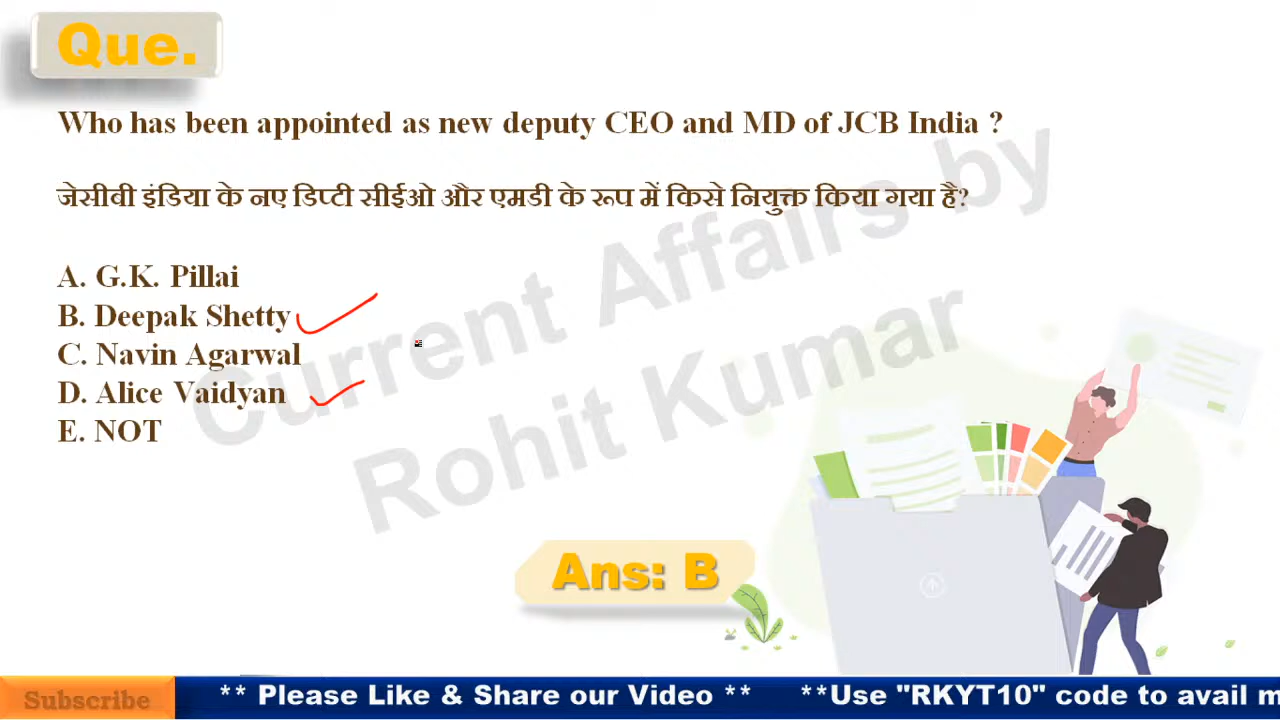 Que.
Who has been appointed as new deputy CEO and MD of JCB India ?
जेसीबी इंडिया के नए डिप्टी सीईओ और एमडी के रूप में किसे नियुक्त किया गया है?
A. G.K. Pillai
B. Deepak Shetty
C. Navin Agarwal
D. Alice Vaidyan
E. NOT
Current Affairs by
Rohit Kumar
Ans: B
Subscribe
** Please Like & Share our Video ** **Use "RKYT10" code to avail m